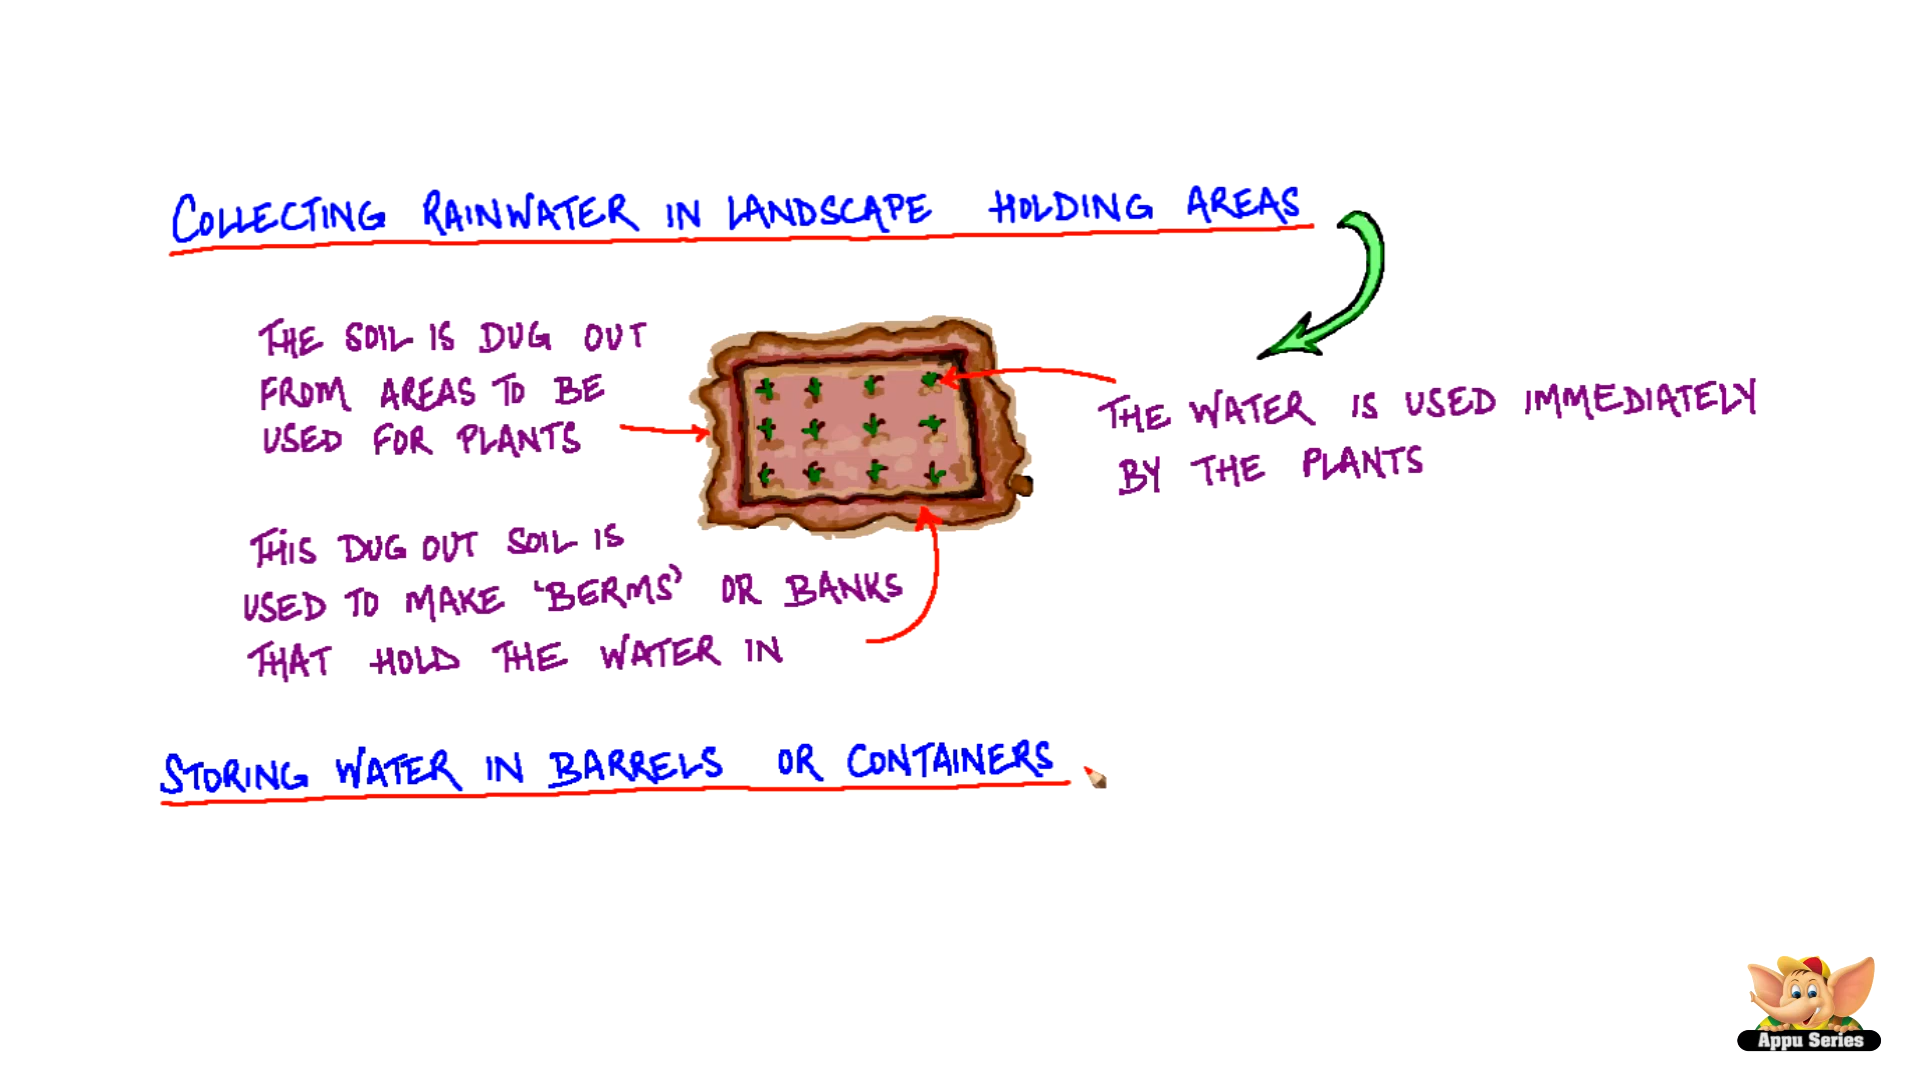 COLLECTING RAINWATER IN LANDSCAPE HOLDING AREAS
THE SOIL IS DUG OUT
FROM AREAS TO BE
USED FOR PLANTS
THE WATER IS USED IMMEDIATELY
BY THE PLANTS
THIS DUG OUT SOIL IS
USED TO MAKE 'BERMS' OR BANKS
THAT HOLD THE WATER IN
STORING WATER IN BARRELS OR CONTAINERS
Appu Series